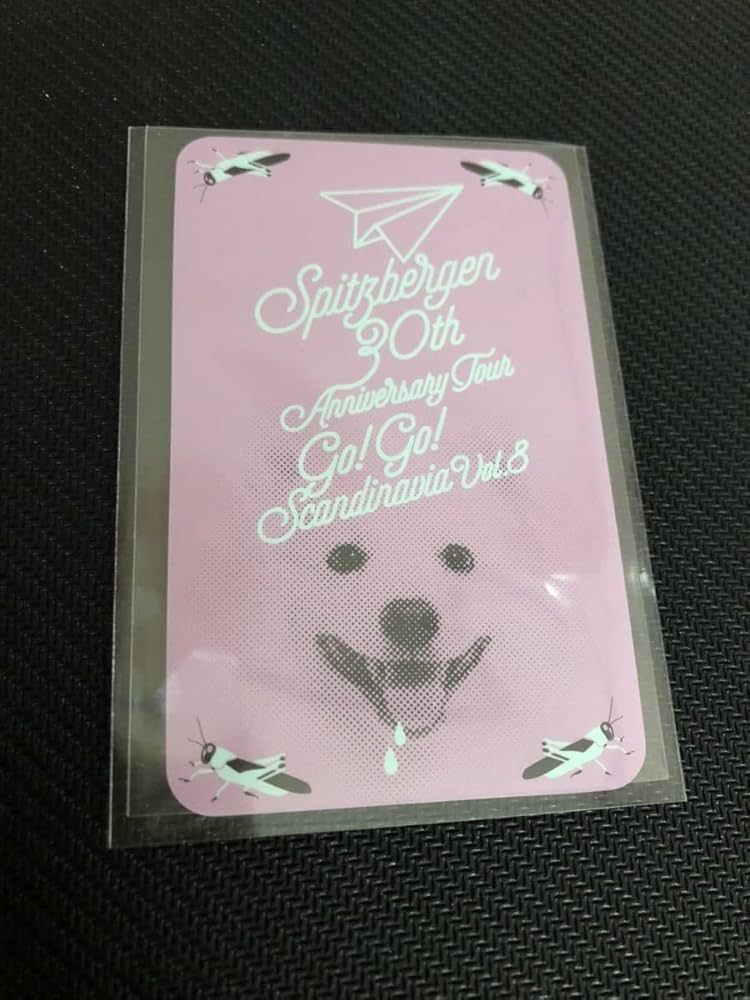 Spitzbergen
30th
Anniversary Tour
Go! Go!
Scandinavia Vol.8